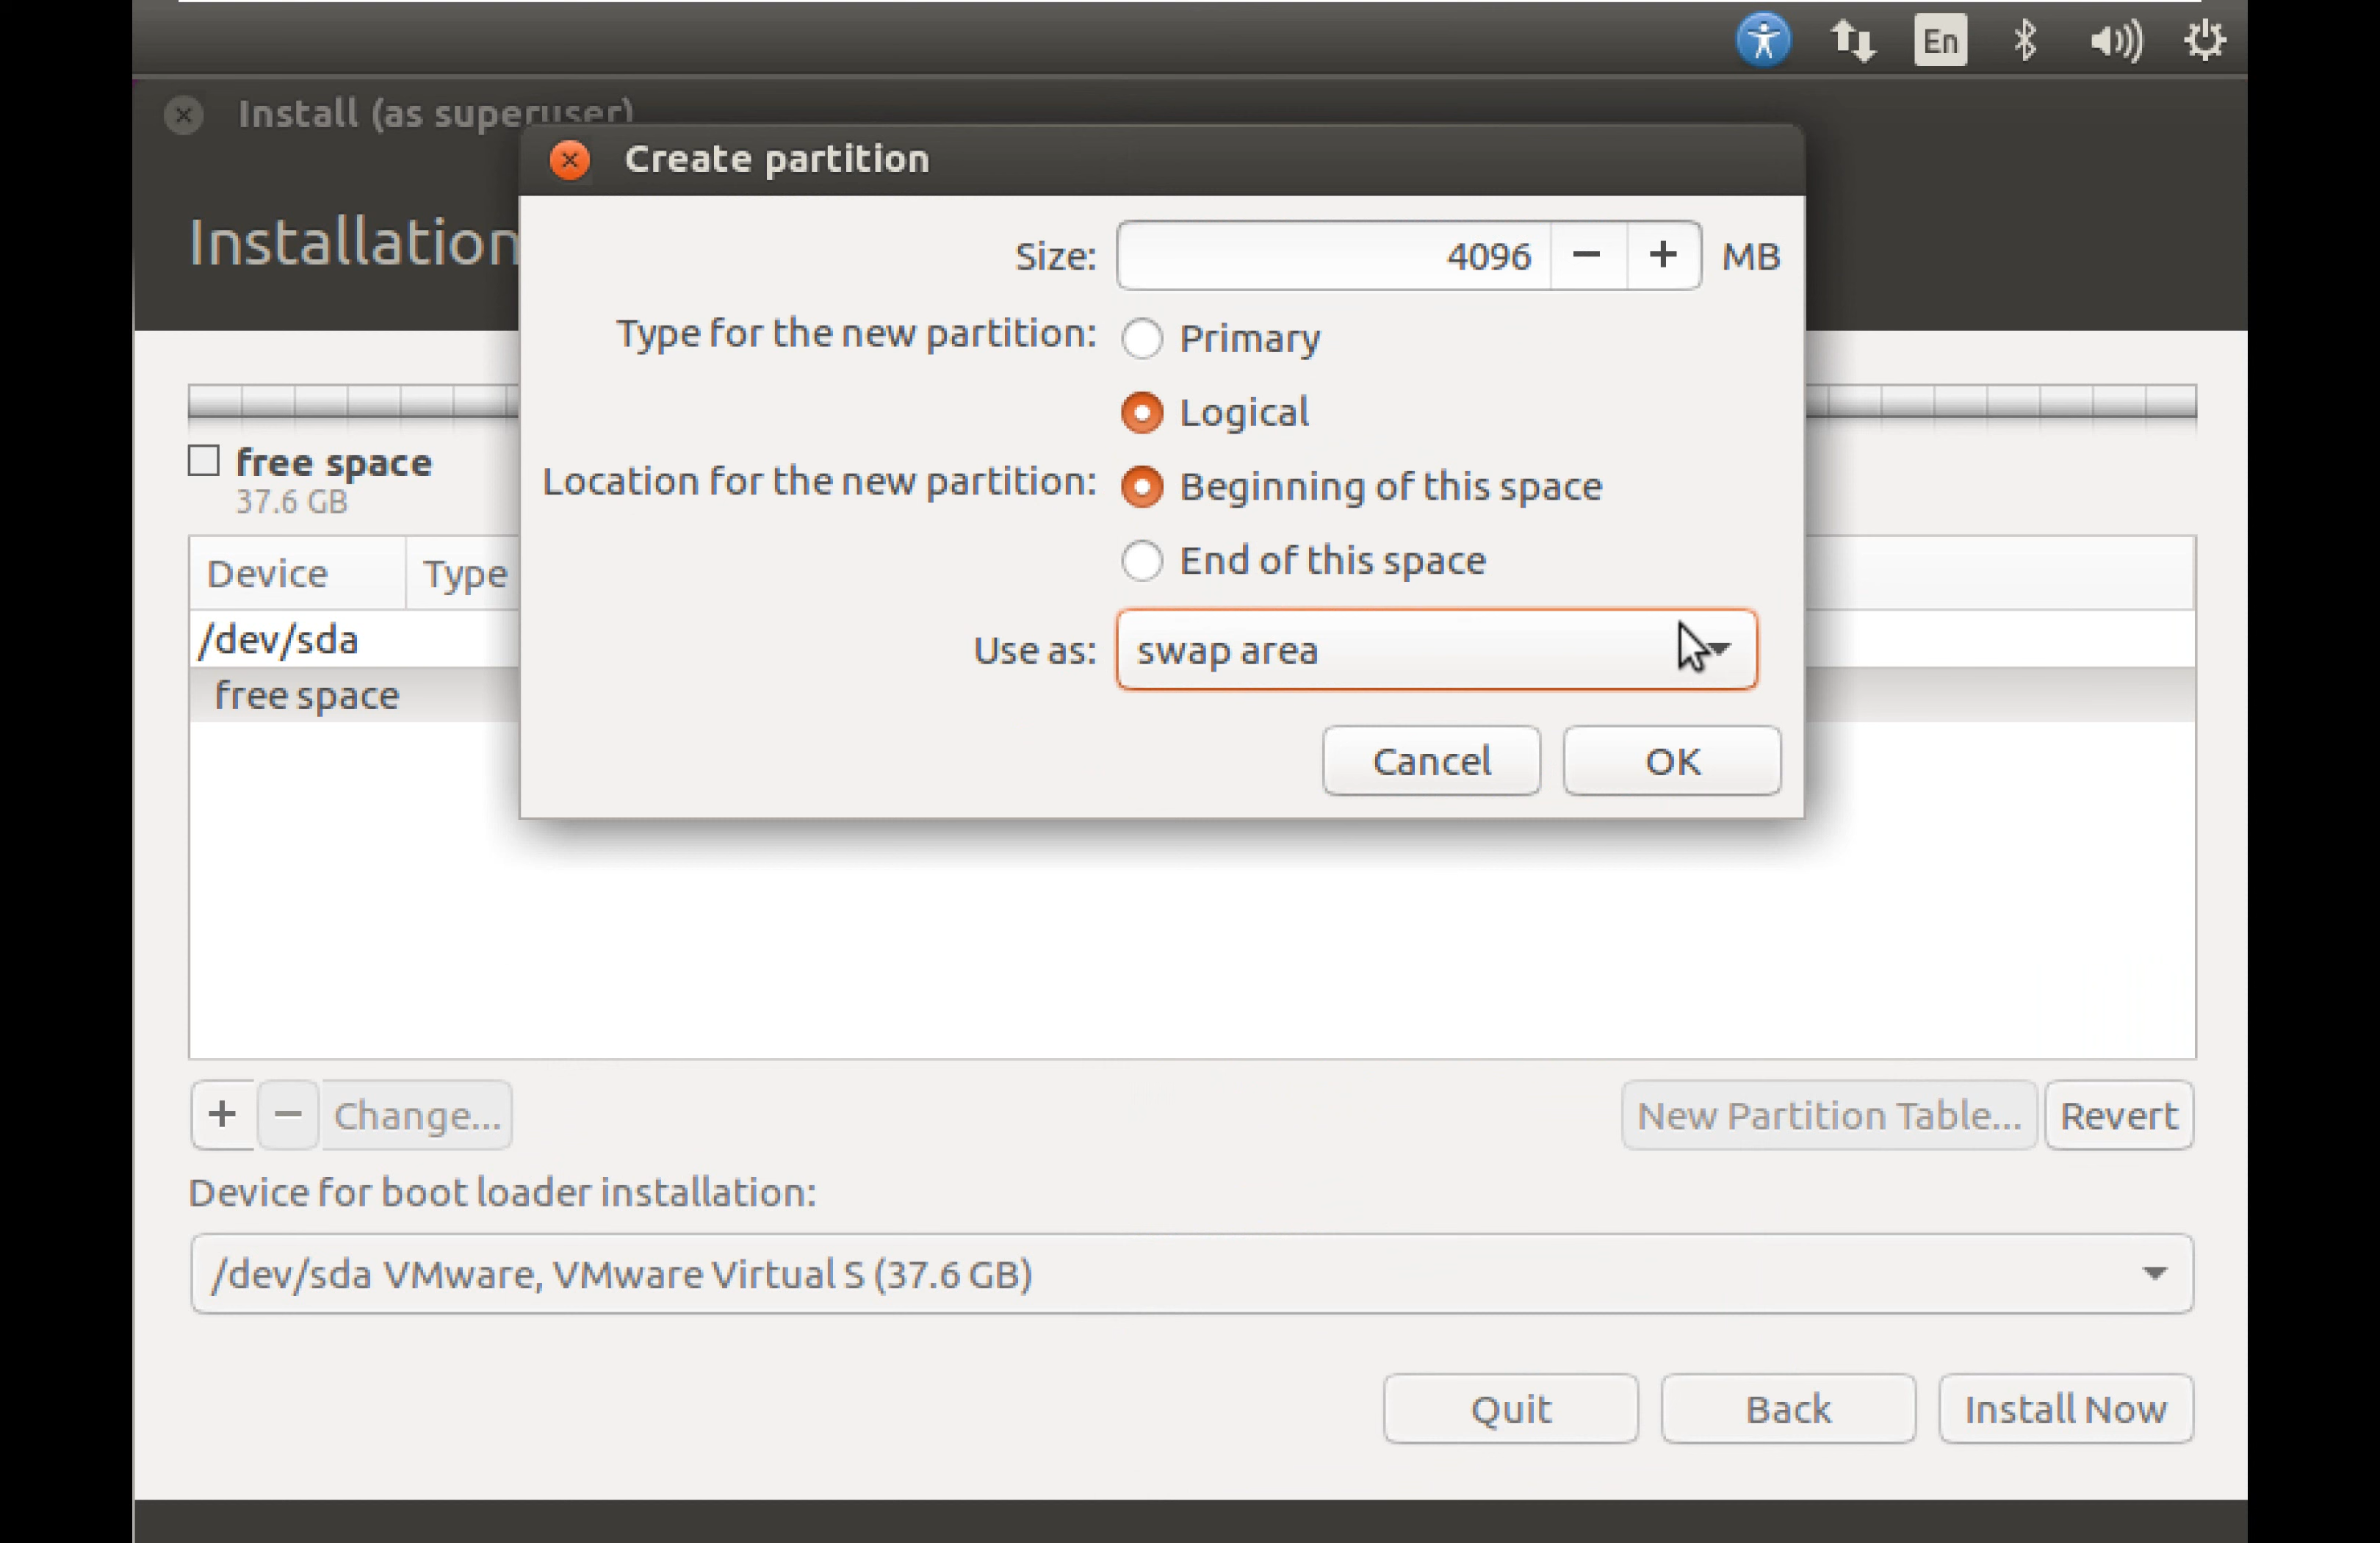 En
Install (as superuser)
Create partition
Installation
Size: 4096 − + MB
Type for the new partition: Primary
Logical
Location for the new partition: Beginning of this space
End of this space
Use as: swap area
Cancel OK
free space
37.6 GB
Device Type
/dev/sda
free space
+ − Change... New Partition Table... Revert
Device for boot loader installation:
/dev/sda VMware, VMware Virtual S (37.6 GB)
Quit Back Install Now